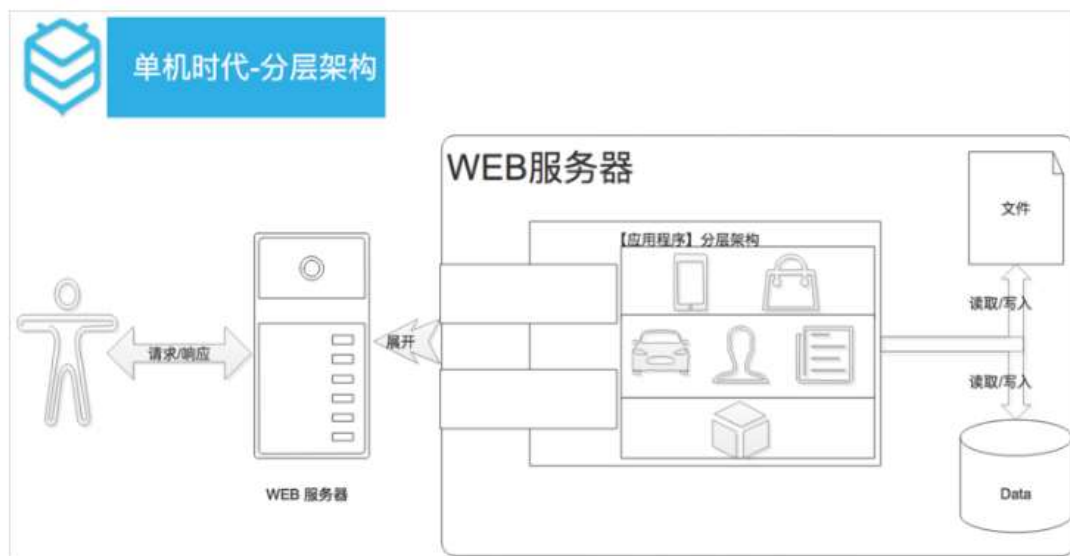 单机时代-分层架构
WEB服务器
文件
【应用程序】分层架构
读取/写入
请求/响应
展开
读取/写入
WEB 服务器
Data